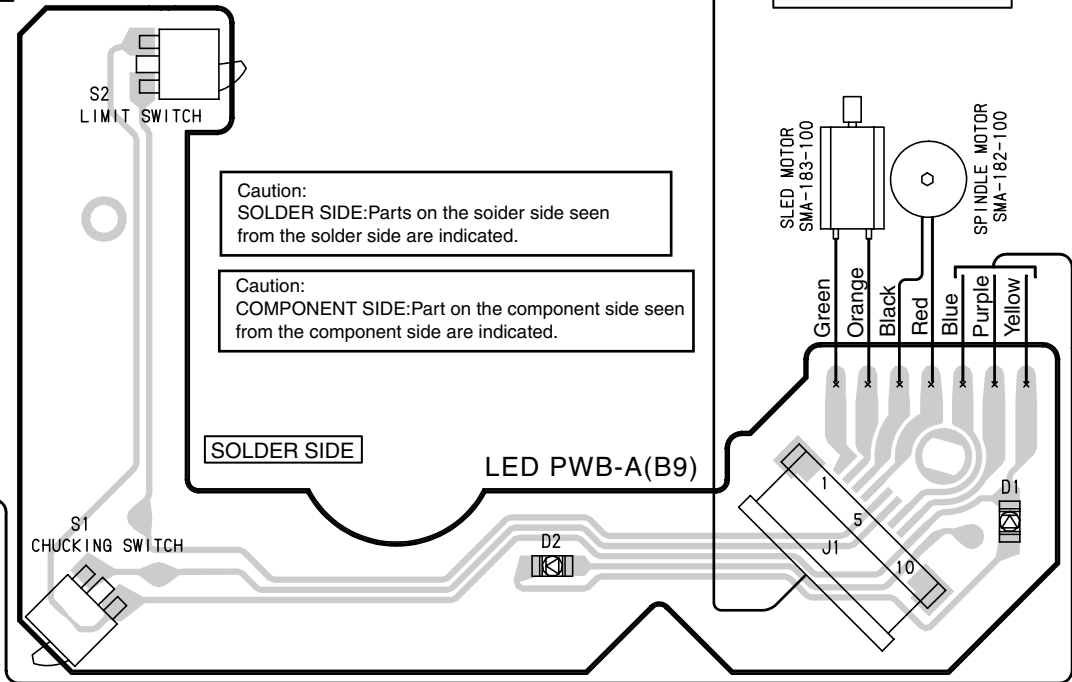 S2
LIMIT SWITCH
Caution:
SOLDER SIDE:Parts on the soider side seen
from the solder side are indicated.
Caution:
COMPONENT SIDE:Part on the component side seen
from the component side are indicated.
SLED MOTOR
SMA-183-100
SPINDLE MOTOR
SMA-182-100
Green
Orange
Black
Red
Blue
Purple
Yellow
SOLDER SIDE
LED PWB-A(B9)
S1
CHUCKING SWITCH
D2
1
5
10
J1
D1